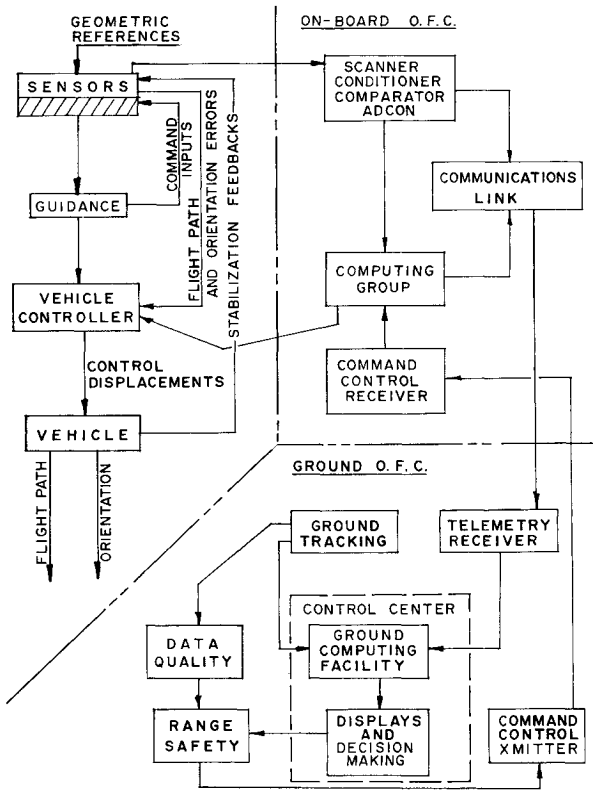 GEOMETRIC
REFERENCES
SENSORS
COMMAND
INPUTS
FLIGHT PATH
AND ORIENTATION ERRORS
STABILIZATION FEEDBACKS
GUIDANCE
VEHICLE
CONTROLLER
CONTROL
DISPLACEMENTS
VEHICLE
FLIGHT PATH
ORIENTATION
ON-BOARD O.F.C.
SCANNER
CONDITIONER
COMPARATOR
ADCON
COMMUNICATIONS
LINK
COMPUTING
GROUP
COMMAND
CONTROL
RECEIVER
GROUND O.F.C.
GROUND
TRACKING
TELEMETRY
RECEIVER
CONTROL CENTER
GROUND
COMPUTING
FACILITY
DATA
QUALITY
RANGE
SAFETY
DISPLAYS
AND
DECISION
MAKING
COMMAND
CONTROL
XMITTER